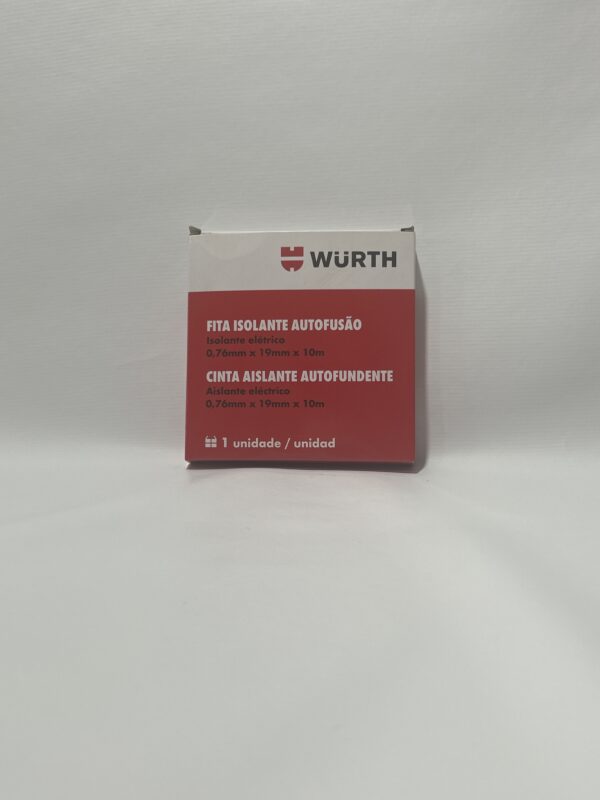 WÜRTH
FITA ISOLANTE AUTOFUSÃO
Isolante elétrico
0,76mm x 19mm x 10m
CINTA AISLANTE AUTOFUNDENTE
Aislante eléctrico
0,76mm x 19mm x 10m
1 unidade / unidad